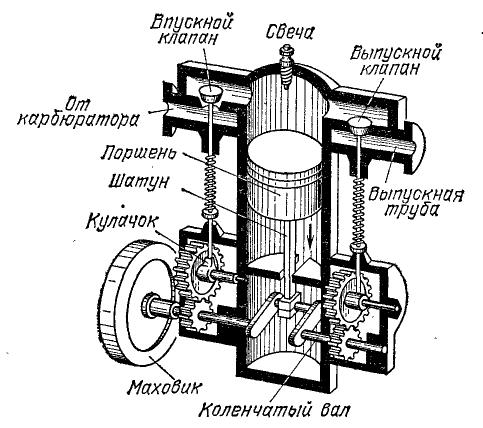 Впускной
клапан
Свеча
Выпускной
клапан
От
карбюратора
Поршень
Шатун
Выпускная
труба
Кулачок
Маховик
Коленчатый вал